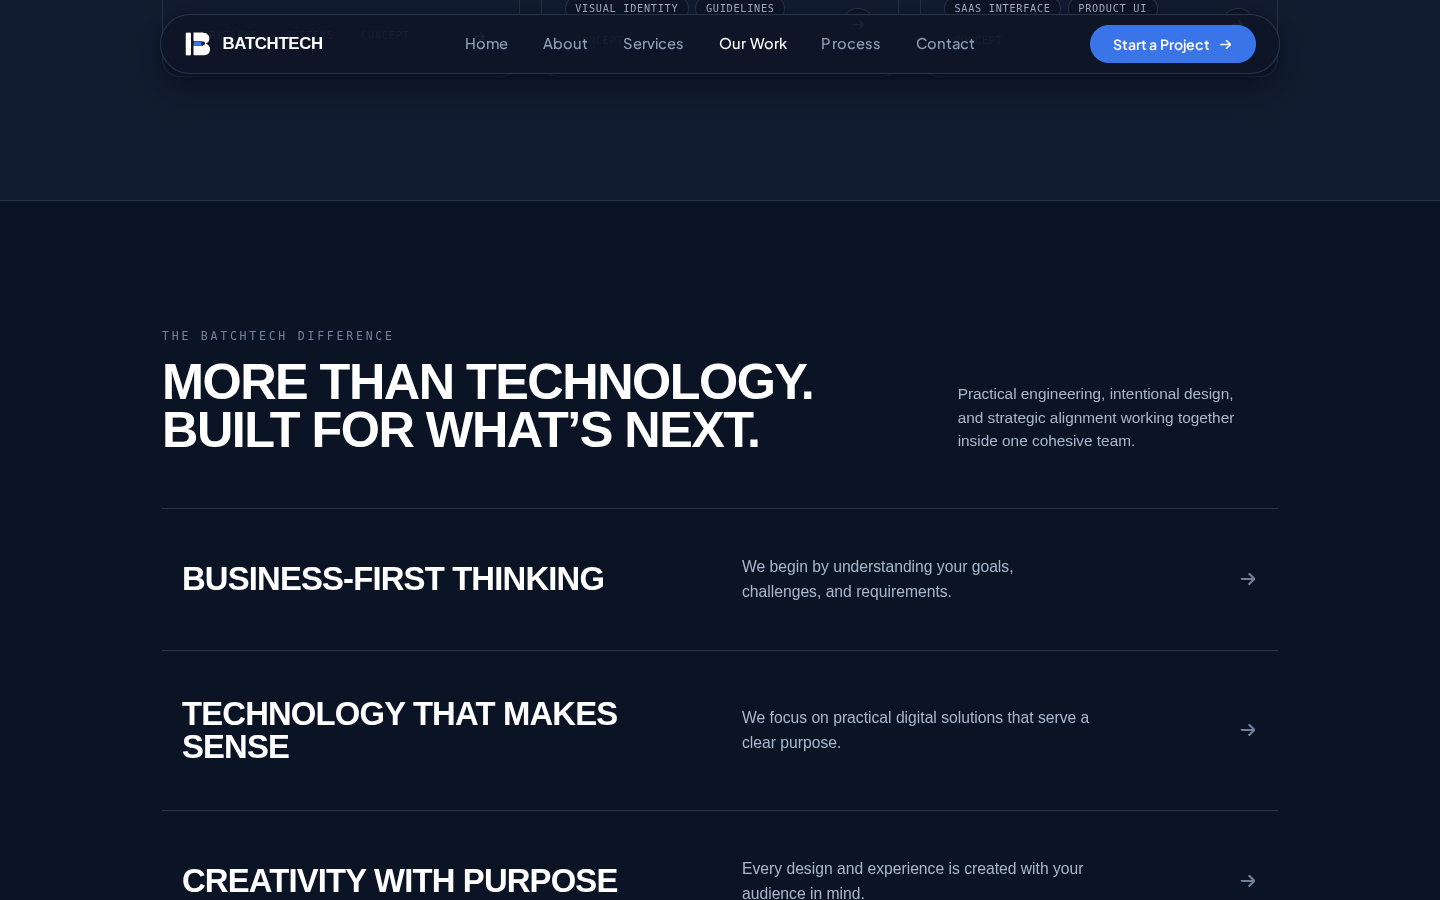 VISUAL IDENTITY GUIDELINES
SAAS INTERFACE PRODUCT UI
BATCHTECH
Home About Services Our Work Process Contact
Start a Project
THE BATCHTECH DIFFERENCE
MORE THAN TECHNOLOGY.
BUILT FOR WHAT’S NEXT.
Practical engineering, intentional design,
and strategic alignment working together
inside one cohesive team.
BUSINESS-FIRST THINKING
We begin by understanding your goals,
challenges, and requirements.
TECHNOLOGY THAT MAKES
SENSE
We focus on practical digital solutions that serve a
clear purpose.
CREATIVITY WITH PURPOSE
Every design and experience is created with your
audience in mind.